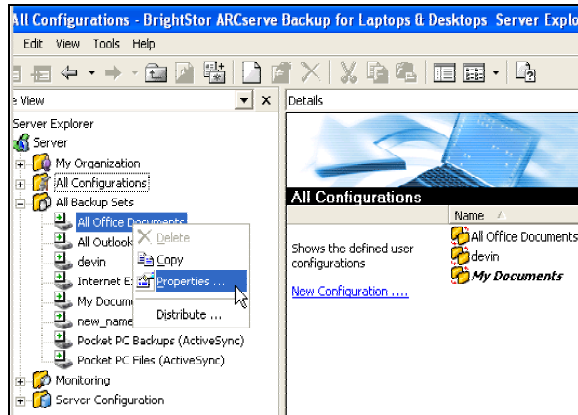 All Configurations - BrightStor ARCserve Backup for Laptops & Desktops Server Explo
Edit View Tools Help
e View
Details
Server Explorer
Server
My Organization
All Configurations
All Backup Sets
All Office Documents
All Outlook
devin
Internet E
My Docum
new_name
Pocket PC Backups (ActiveSync)
Pocket PC Files (ActiveSync)
Monitoring
Server Configuration
Delete
Copy
Properties ...
Distribute ...
All Configurations
Shows the defined user
configurations
New Configuration ....
Name
All Office Documents
devin
My Documents